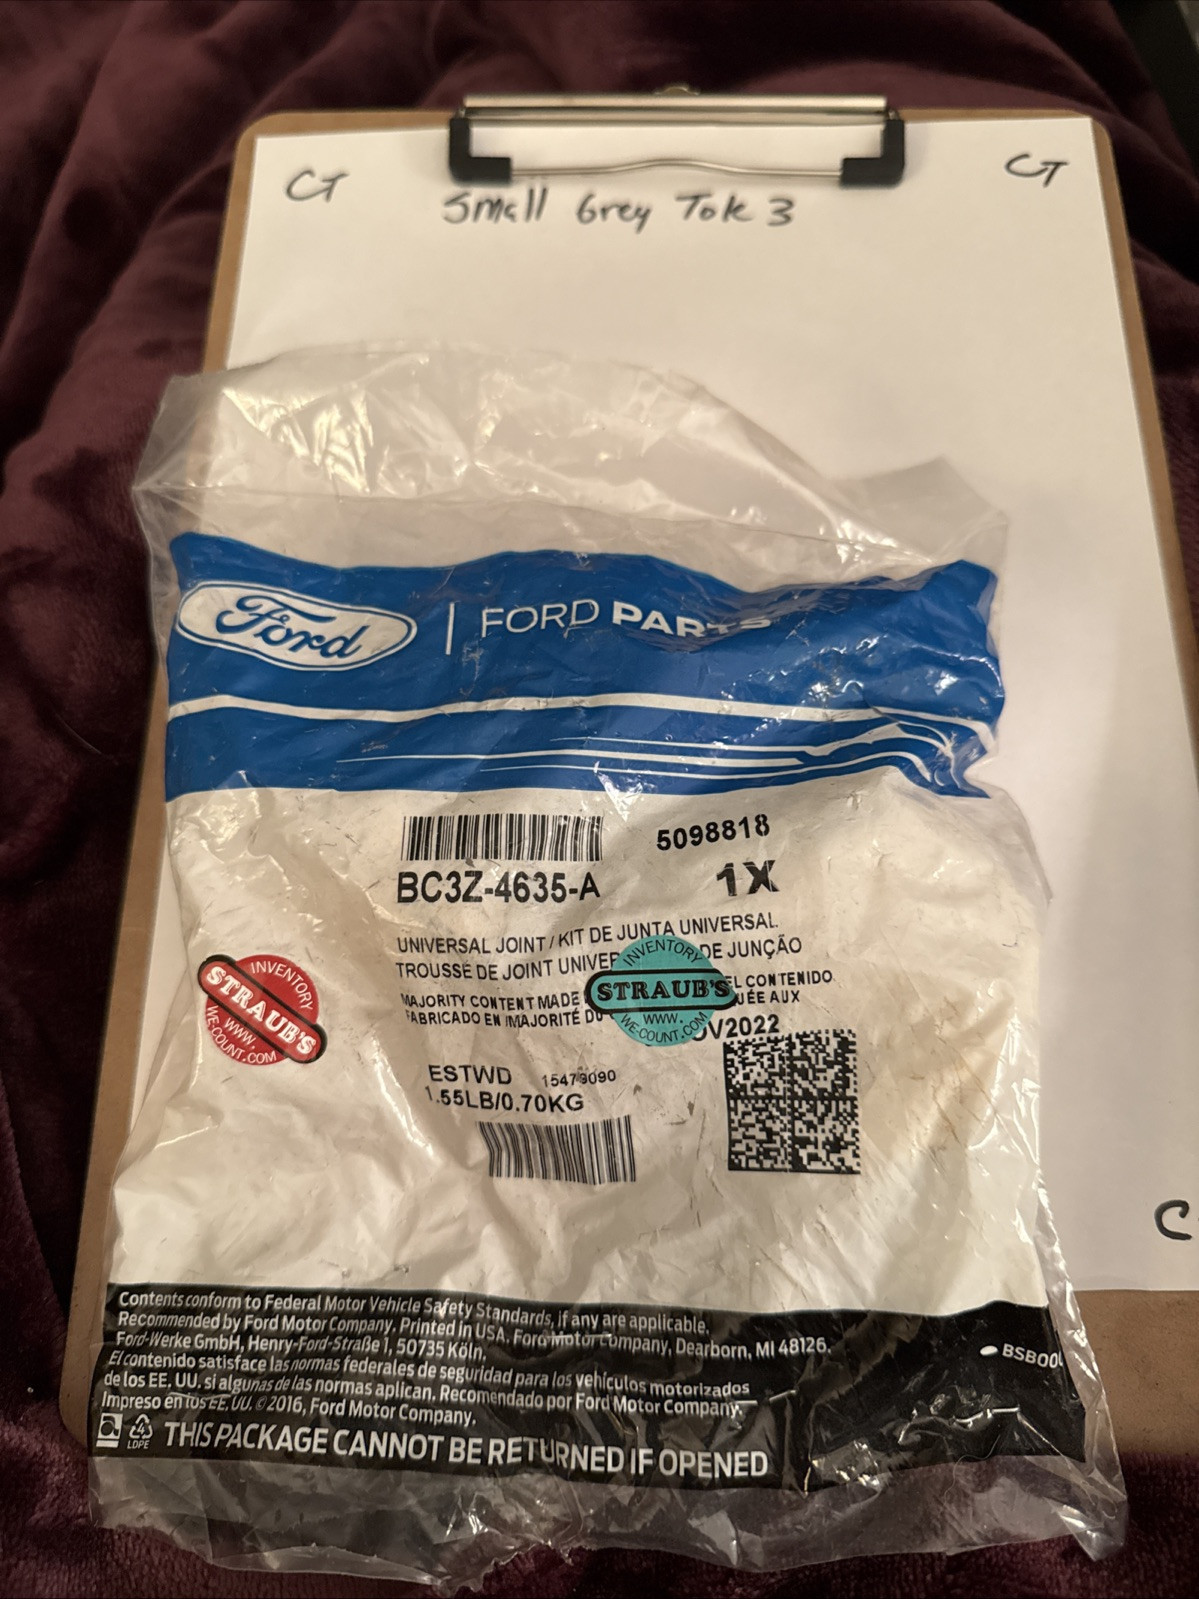 CT
CT
Small Grey Tote 3
Ford
FORD PARTS
5098818
BC3Z-4635-A
1X
UNIVERSAL JOINT / KIT DE JUNTA UNIVERSAL
TROUSSE DE JOINT UNIVER DE JUNÇÃO
MAJORITY CONTENT MADE EL CONTENIDO
FABRICADO EN /MAJORITÉ DU UÉE AUX
OV2022
INVENTORY
STRAUB'S
WWW.
WE-COUNT.COM
INVENTORY
STRAUB'S
WWW.
WE-COUNT.COM
ESTWD 15479090
1.55LB/0.70KG
C
Contents conform to Federal Motor Vehicle Safety Standards, if any are applicable.
Recommended by Ford Motor Company. Printed in USA. Ford Motor Company, Dearborn, MI 48126.
Ford-Werke GmbH, Henry-Ford-Straße 1, 50735 Köln.
El contenido satisface las normas federales de seguridad para los vehículos motorizados
de los EE. UU. si algunas de las normas aplican. Recomendado por Ford Motor Company.
Impreso en los EE. UU. © 2016, Ford Motor Company.
BSB00
4
LDPE
THIS PACKAGE CANNOT BE RETURNED IF OPENED